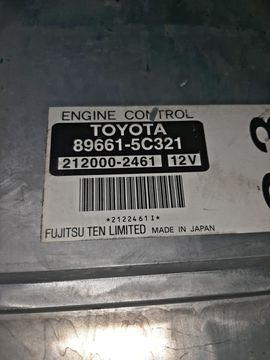 ENGINE CONTROL
TOYOTA
89661-5C321
212000-2461 12V
*2122461I*
FUJITSU TEN LIMITED MADE IN JAPAN